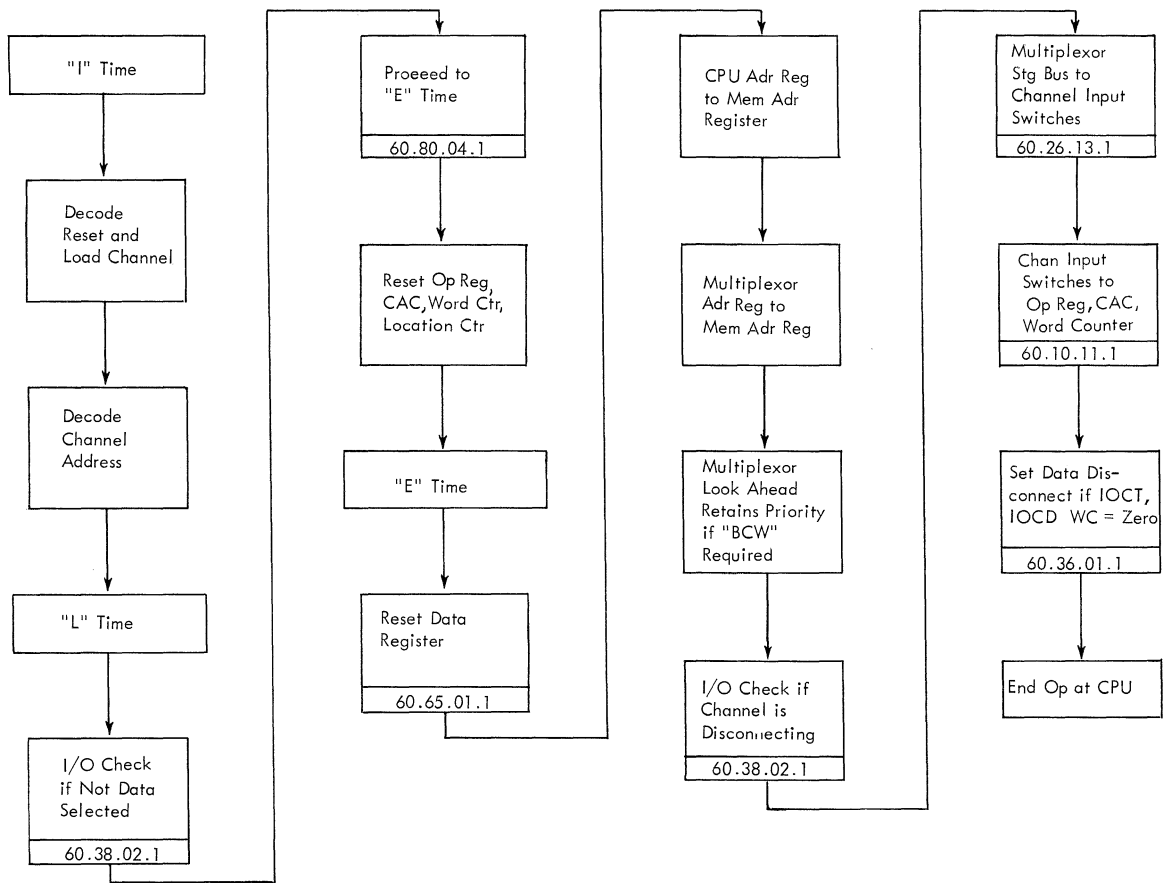 "I" Time
Decode
Reset and
Load Channel
Decode
Channel
Address
"L" Time
I/O Check
if Not Data
Selected
60.38.02.1
Proeeed to
"E" Time
60.80.04.1
Reset Op Reg,
CAC, Word Ctr,
Location Ctr
"E" Time
Reset Data
Register
60.65.01.1
CPU Adr Reg
to Mem Adr
Register
Multiplexor
Adr Reg to
Mem Adr Reg
Multiplexor
Look Ahead
Retains Priority
if "BCW"
Required
I/O Check if
Channel is
Disconnecting
60.38.02.1
Multiplexor
Stg Bus to
Channel Input
Switches
60.26.13.1
Chan Input
Switches to
Op Reg, CAC,
Word Counter
60.10.11.1
Set Data Dis-
connect if IOCT,
IOCD WC = Zero
60.36.01.1
End Op at CPU